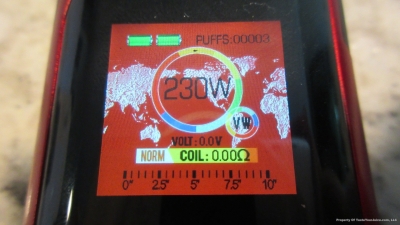 PUFFS:00003
230W
VW
VOLT:0.0V
NORM COIL:0.00Ω
0" 2.5" 5" 7.5" 10"